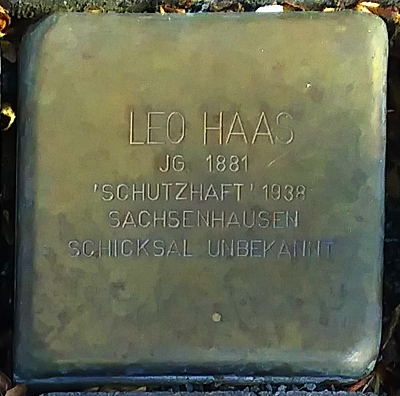 LEO HAAS
JG. 1881
'SCHUTZHAFT' 1938
SACHSENHAUSEN
SCHICKSAL UNBEKANNT